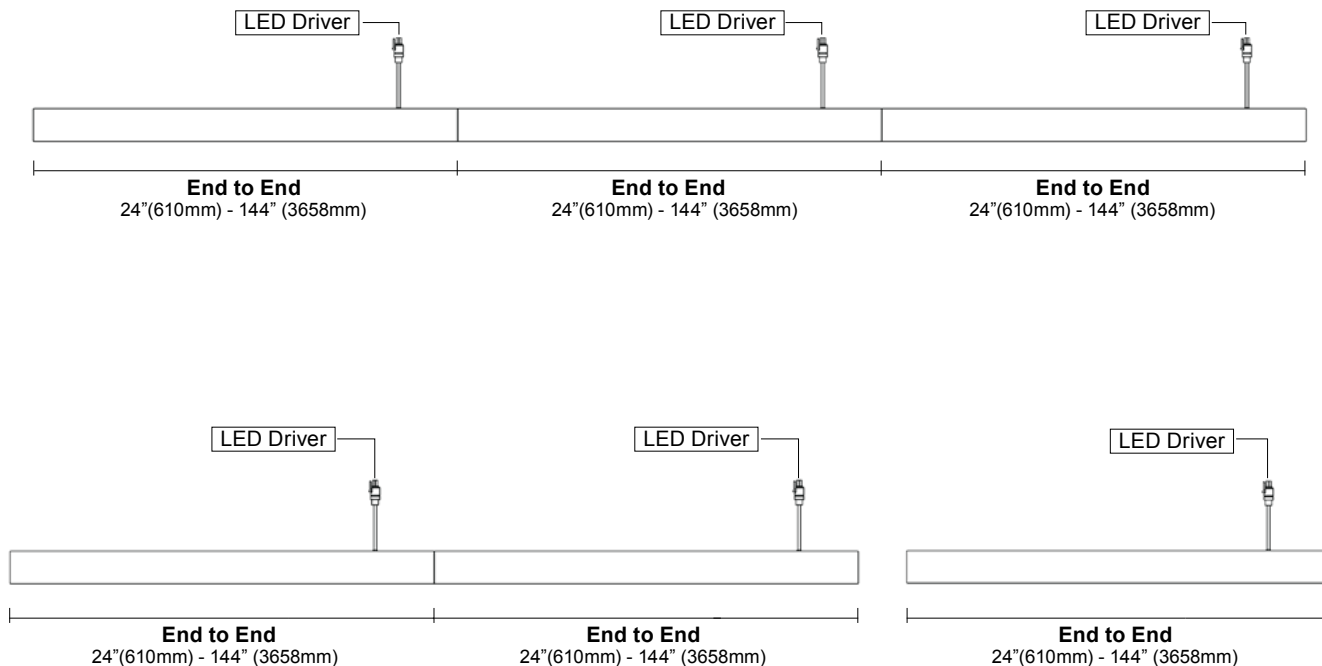 LED Driver
LED Driver
LED Driver
End to End
24”(610mm) - 144” (3658mm)
End to End
24”(610mm) - 144” (3658mm)
End to End
24”(610mm) - 144” (3658mm)
LED Driver
LED Driver
LED Driver
End to End
24”(610mm) - 144” (3658mm)
End to End
24”(610mm) - 144” (3658mm)
End to End
24”(610mm) - 144” (3658mm)